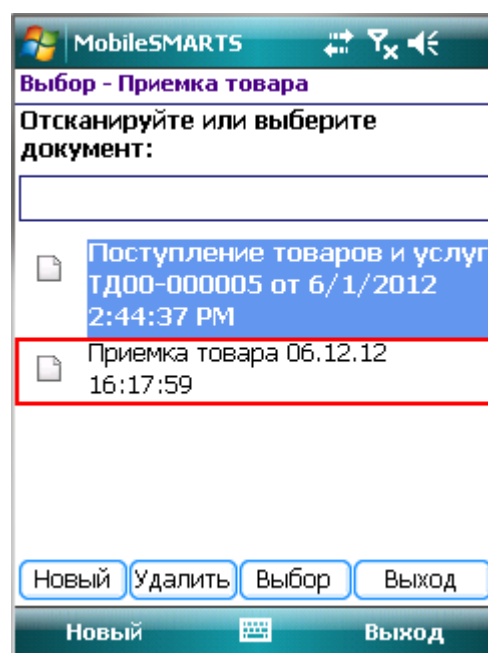 MobileSMARTS
Выбор - Приемка товара
Отсканируйте или выберите
документ:
Поступление товаров и услуг
ТД00-000005 от 6/1/2012
2:44:37 PM
Приемка товара 06.12.12
16:17:59
Новый Удалить Выбор Выход
Новый Выход